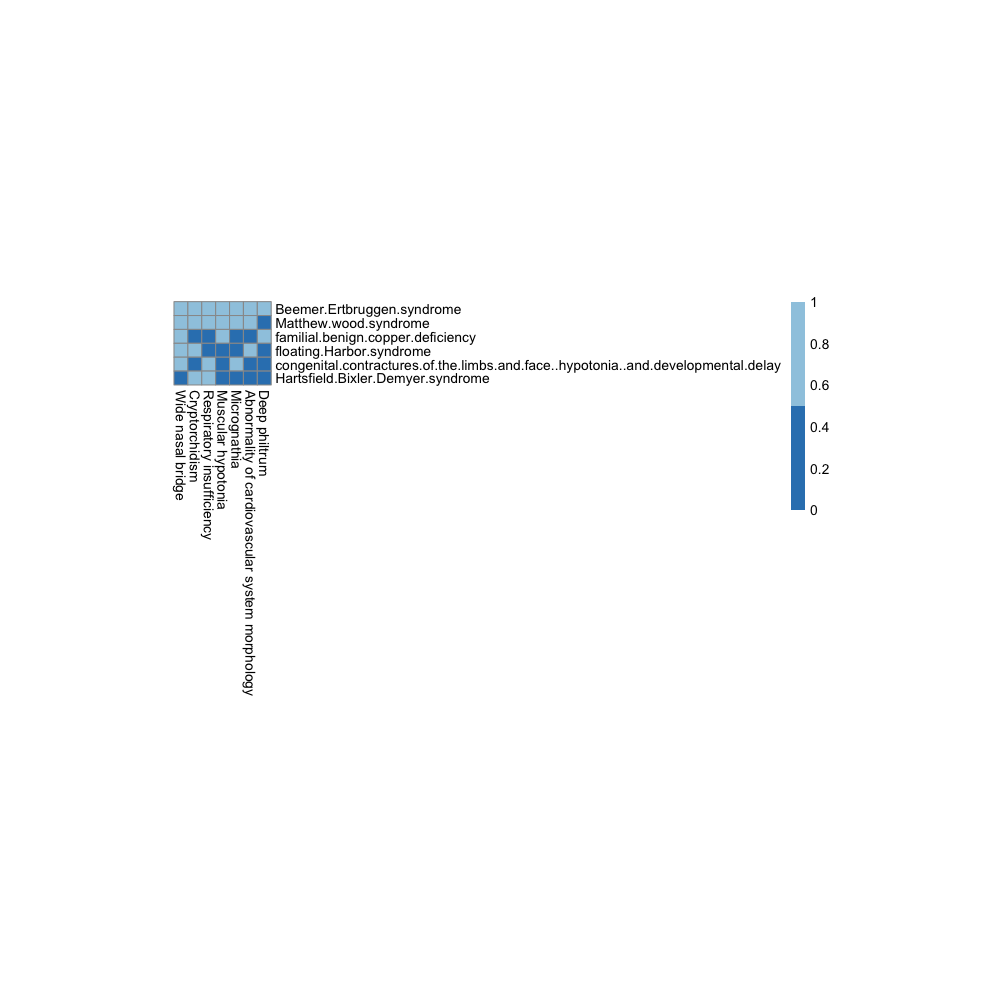 Beemer.Ertbruggen.syndrome
Matthew.wood.syndrome
familial.benign.copper.deficiency
floating.Harbor.syndrome
congenital.contractures.of.the.limbs.and.face..hypotonia..and.developmental.delay
Hartsfield.Bixler.Demyer.syndrome
Wide nasal bridge
Cryptorchidism
Respiratory insufficiency
Muscular hypotonia
Micrognathia
Abnormality of cardiovascular system morphology
Deep philtrum
1
0.8
0.6
0.4
0.2
0